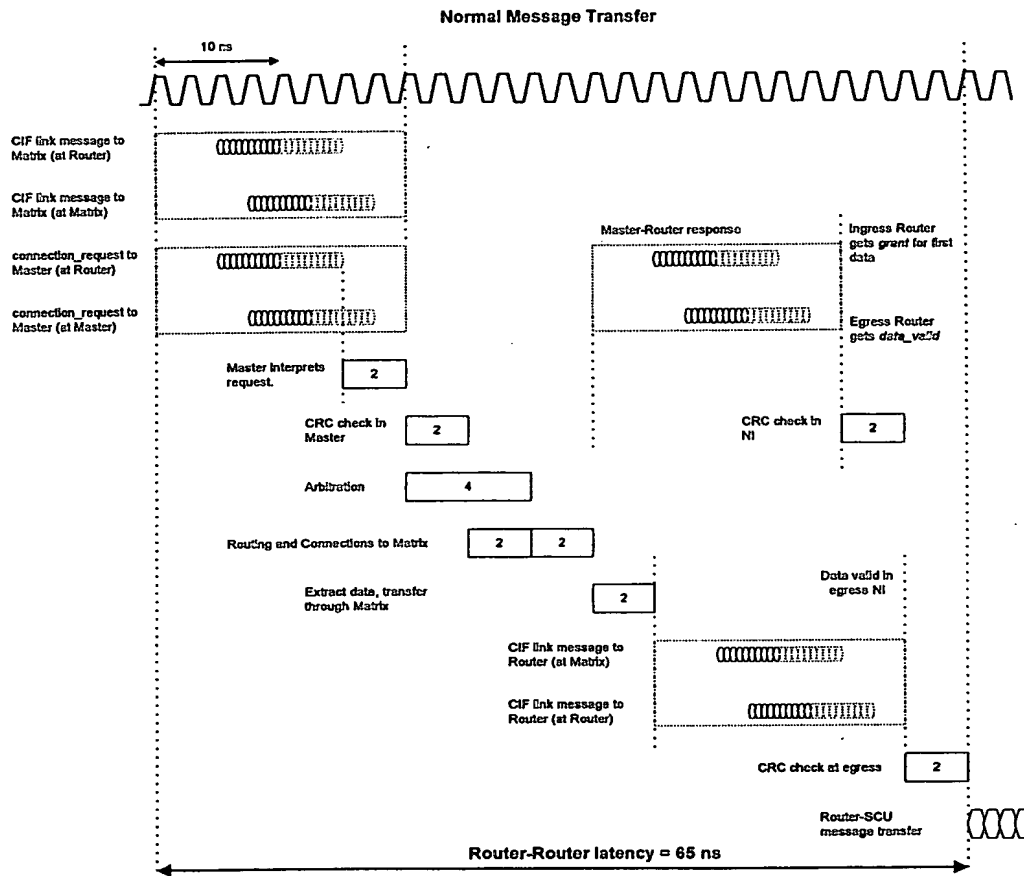 Normal Message Transfer
10 ns
CIF link message to
Matrix (at Router)
CIF link message to
Matrix (at Matrix)
connection_request to
Master (at Router)
connection_request to
Master (at Master)
Master-Router response
Ingress Router
gets grant for first
data
Egress Router
gets data_valid
Master interprets
request.
2
CRC check in
Master
2
CRC check in
NI
2
Arbitration
4
Routing and Connections to Matrix
2
2
Extract data, transfer
through Matrix
2
Data valid in
egress NI
CIF link message to
Router (at Matrix)
CIF link message to
Router (at Router)
CRC check at egress
2
Router-SCU
message transfer
Router-Router latency = 65 ns